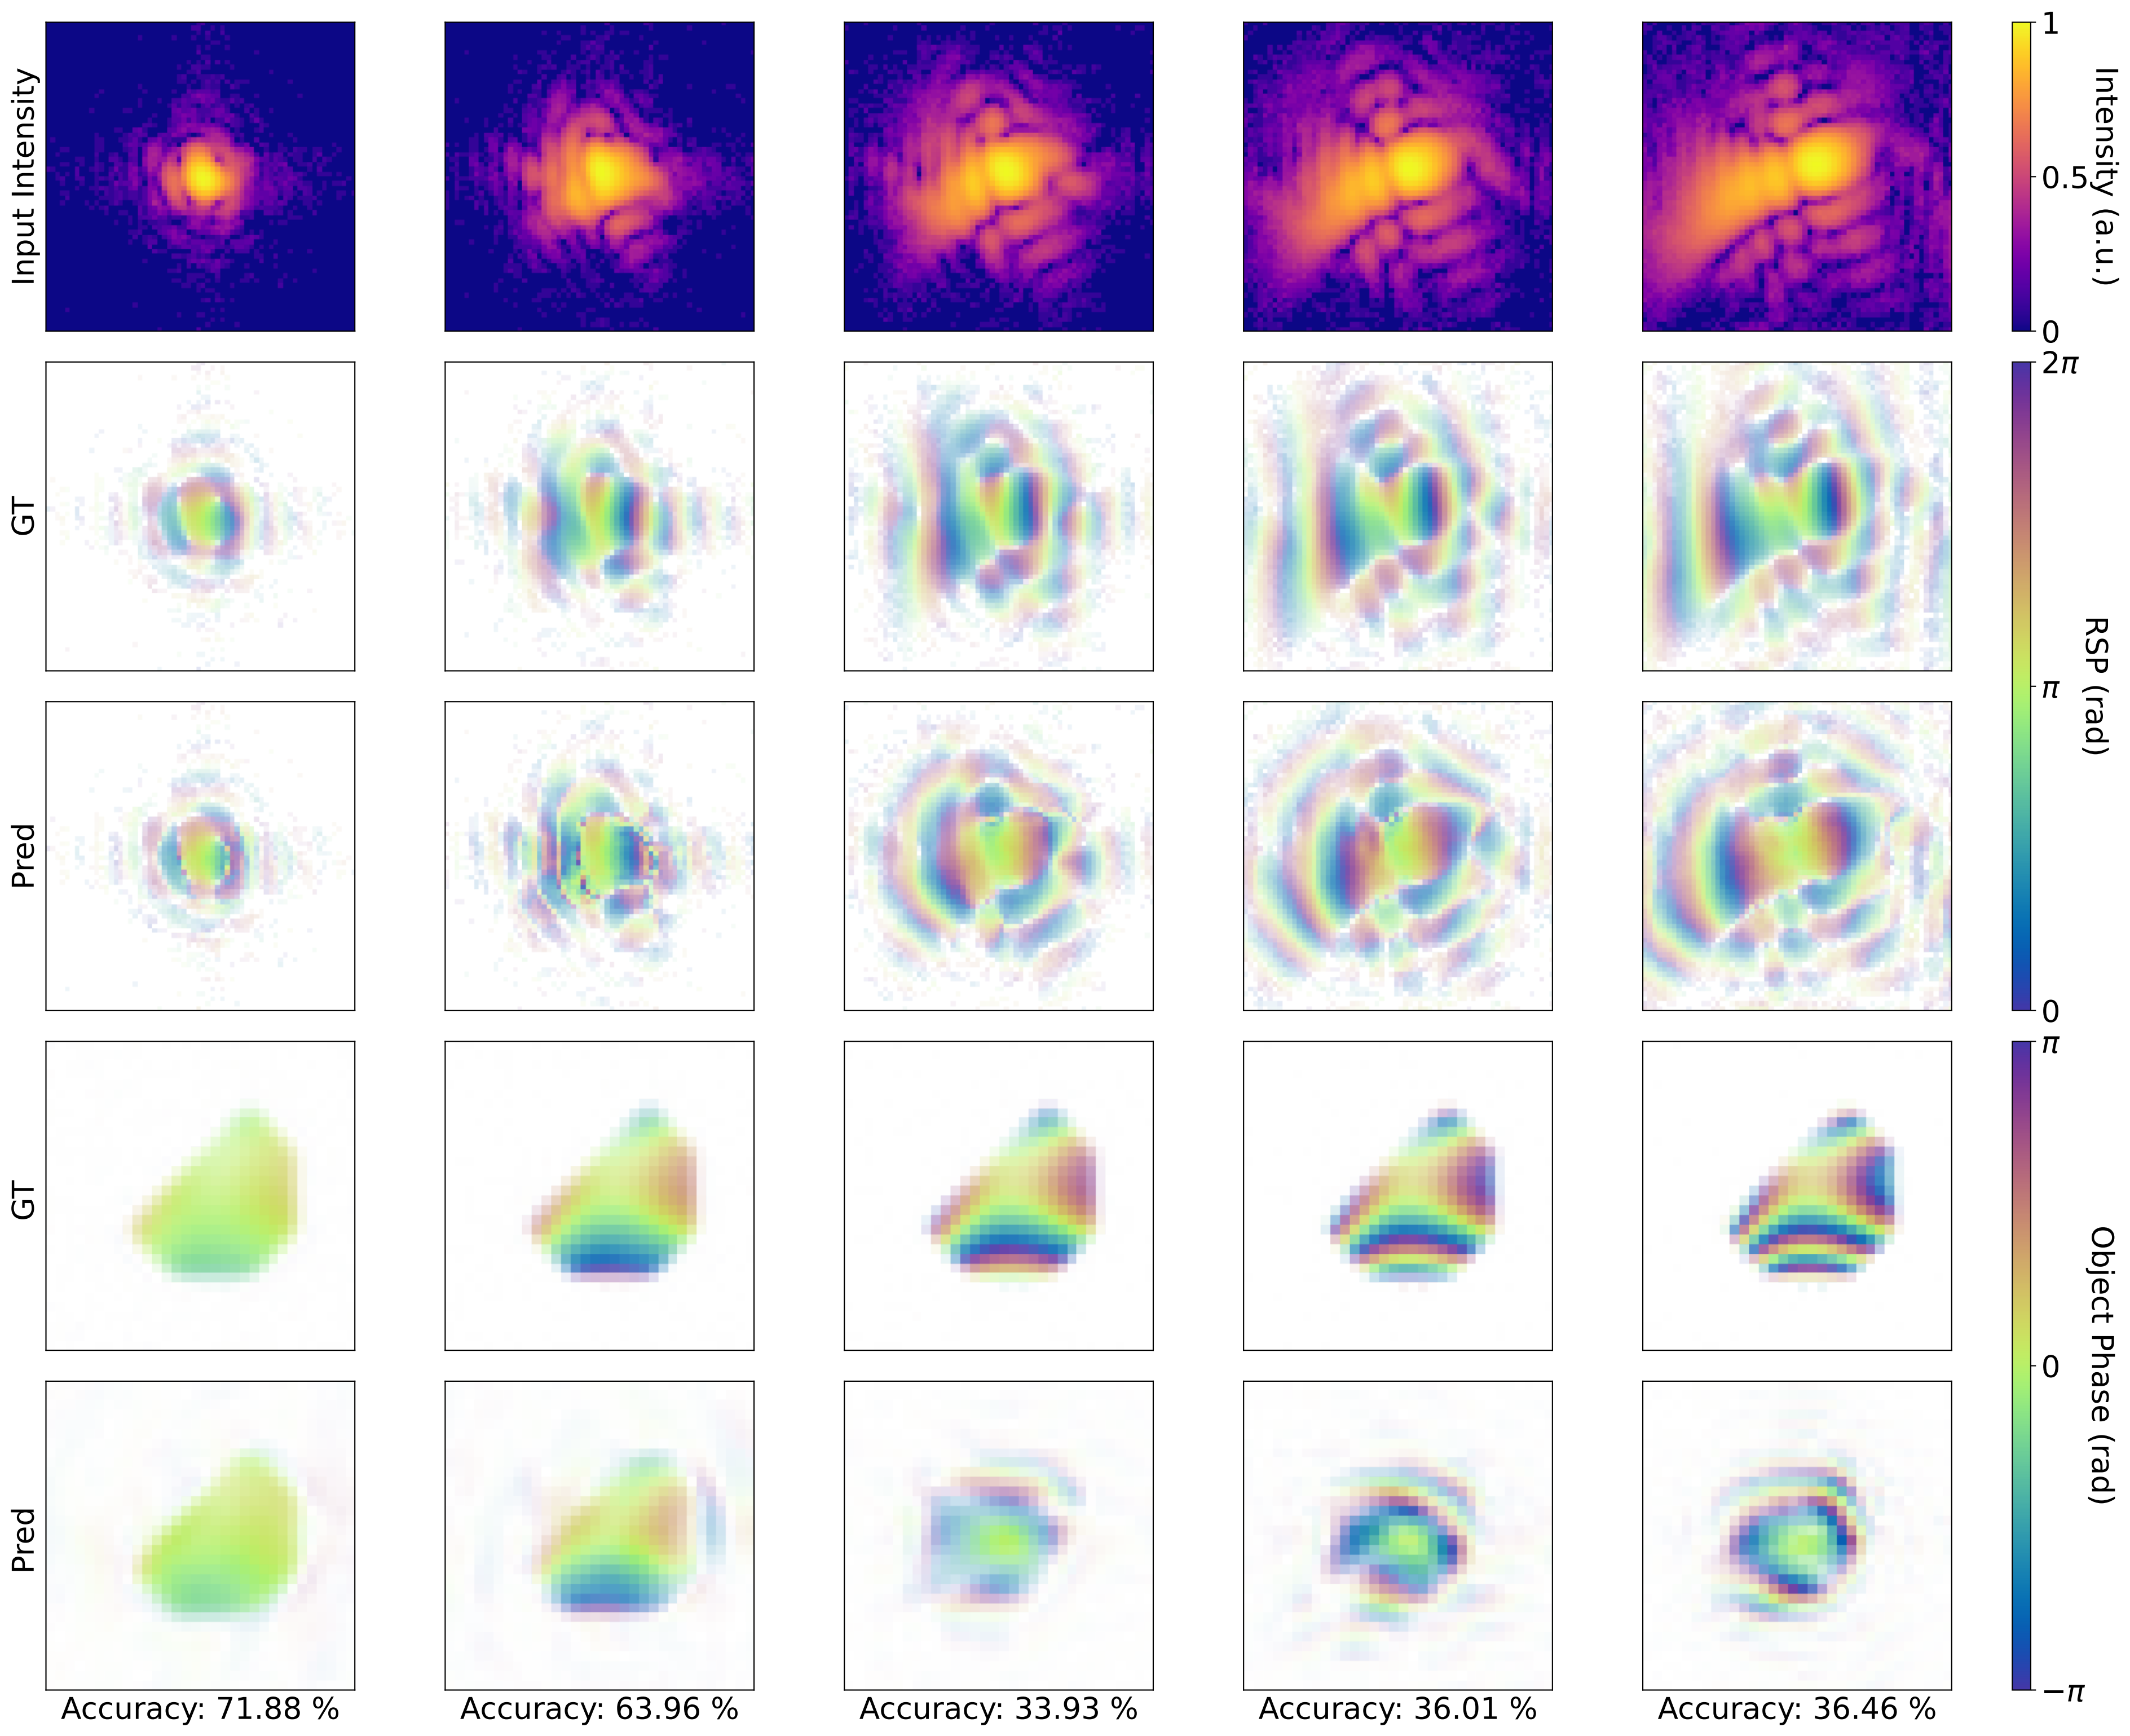 Input Intensity
1
0.5
0
Intensity (a.u.)
GT
2π
π
0
RSP (rad)
Pred
GT
π
0
−π
Object Phase (rad)
Pred
Accuracy: 71.88 %
Accuracy: 63.96 %
Accuracy: 33.93 %
Accuracy: 36.01 %
Accuracy: 36.46 %